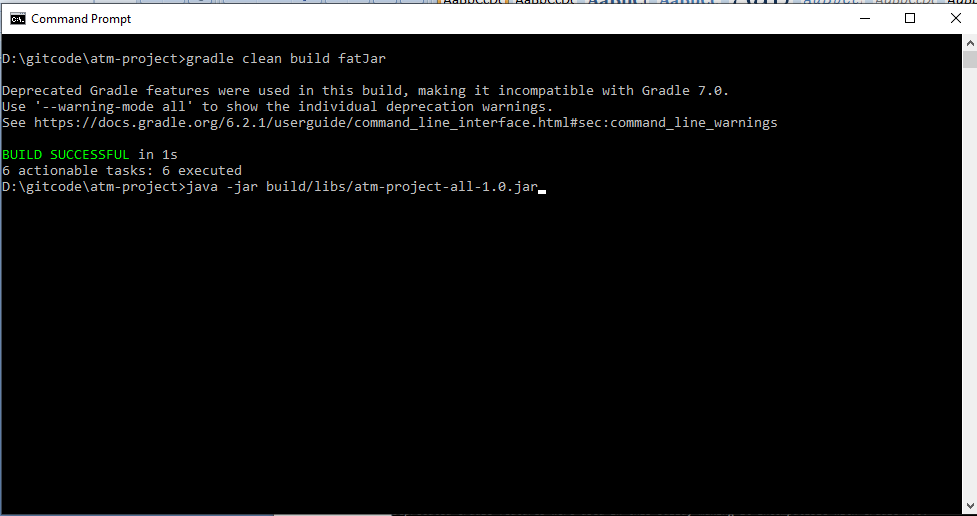 Command Prompt
D:\gitcode\atm-project>gradle clean build fatJar
Deprecated Gradle features were used in this build, making it incompatible with Gradle 7.0.
Use '--warning-mode all' to show the individual deprecation warnings.
See https://docs.gradle.org/6.2.1/userguide/command_line_interface.html#sec:command_line_warnings
BUILD SUCCESSFUL in 1s
6 actionable tasks: 6 executed
D:\gitcode\atm-project>java -jar build/libs/atm-project-all-1.0.jar